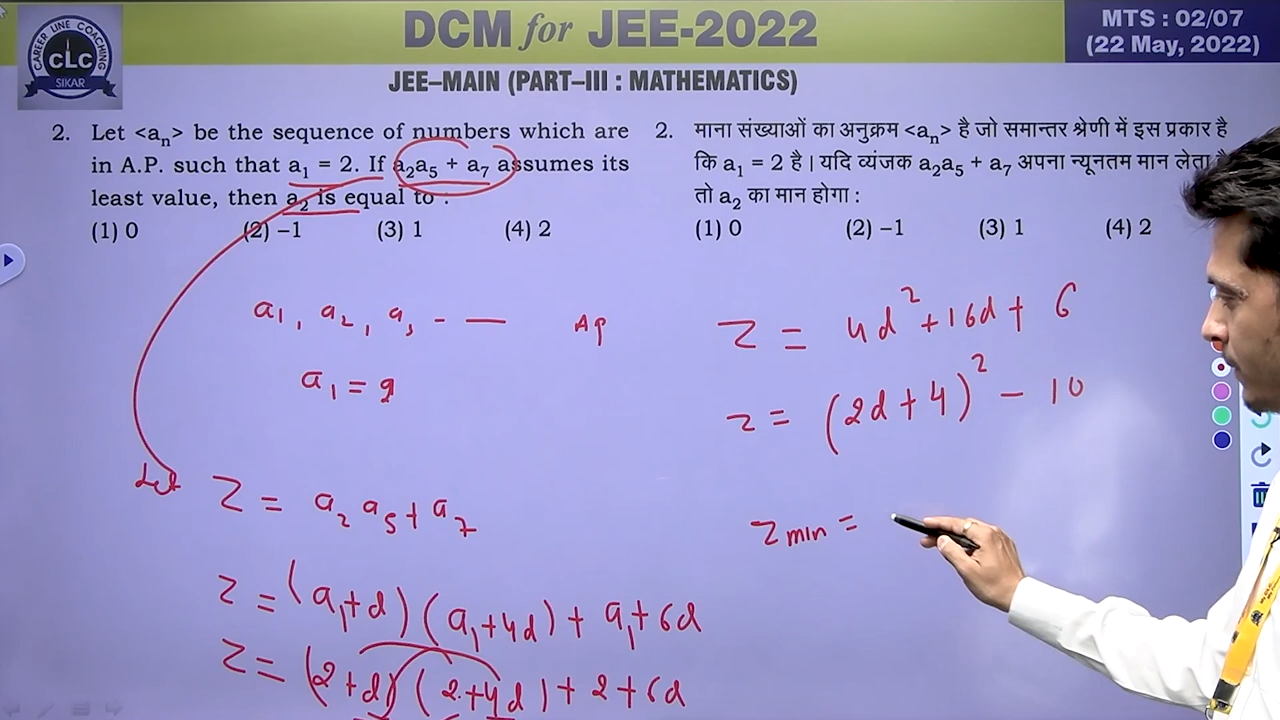 DCM for JEE-2022
MTS : 02/07
(22 May, 2022)
CAREER LINE COACHING
CLC
SIKAR
JEE–MAIN (PART–III : MATHEMATICS)
2. Let <aₙ> be the sequence of numbers which are
in A.P. such that a₁ = 2. If a₂a₅ + a₇ assumes its
least value, then a₂ is equal to :
(1) 0 (2) –1 (3) 1 (4) 2
2. माना संख्याओं का अनुक्रम <aₙ> है जो समान्तर श्रेणी में इस प्रकार है
कि a₁ = 2 है। यदि व्यंजक a₂a₅ + a₇ अपना न्यूनतम मान लेता
तो a₂ का मान होगा :
(1) 0 (2) –1 (3) 1 (4) 2
a₁, a₂, a₃ - — AP
a₁ = 2
Let Z = a₂ a₅ + a₇
Z = (a₁+d) (a₁+4d) + a₁+6d
Z = (2+d) (2+4d) + 2+6d
Z = 4d² + 16d + 6
Z = (2d+4)² – 10
Z min =